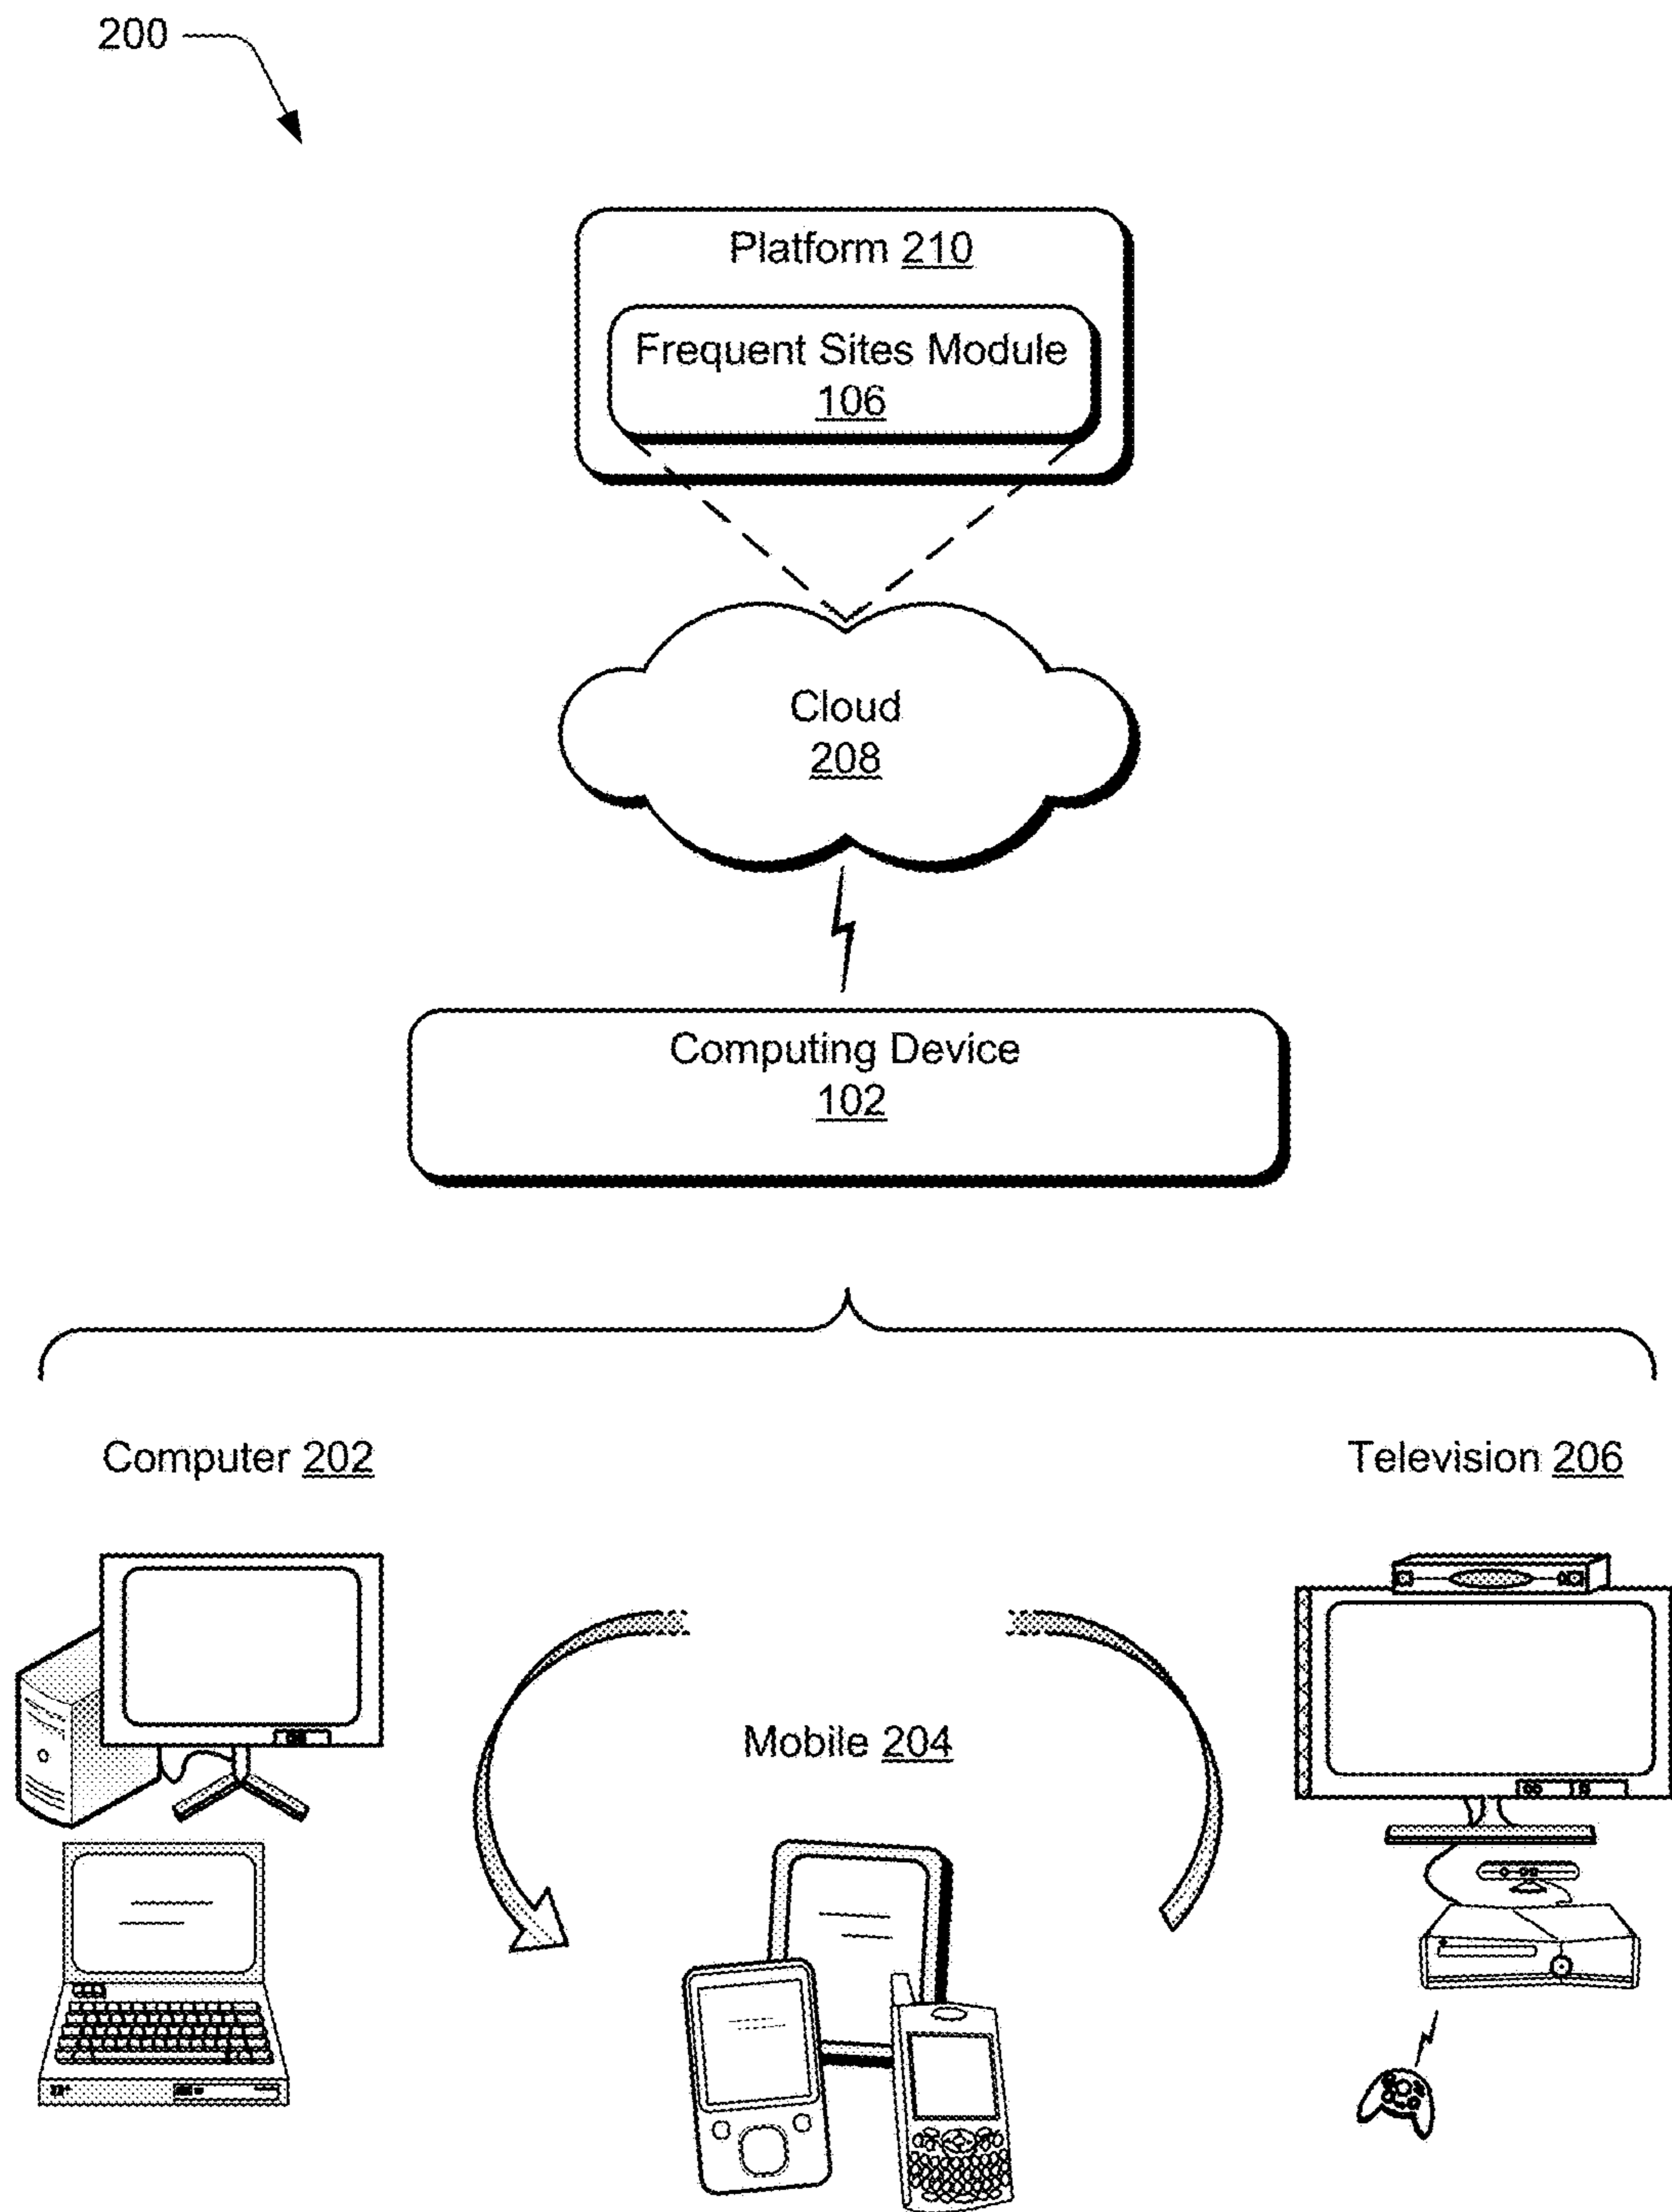 200
Platform 210
Frequent Sites Module
106
Cloud
208
Computing Device
102
Computer 202
Television 206
Mobile 204